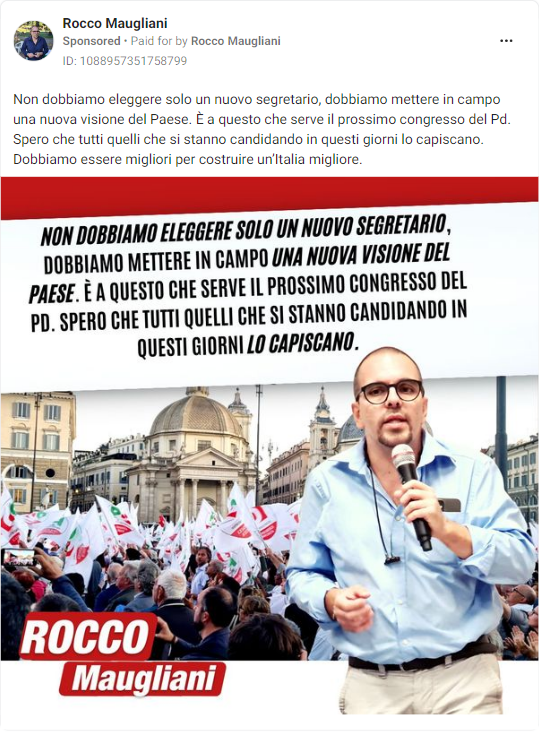 Rocco Maugliani
Sponsored • Paid for by Rocco Maugliani
ID: 1088957351758799
Non dobbiamo eleggere solo un nuovo segretario, dobbiamo mettere in campo
una nuova visione del Paese. È a questo che serve il prossimo congresso del Pd.
Spero che tutti quelli che si stanno candidando in questi giorni lo capiscano.
Dobbiamo essere migliori per costruire un'Italia migliore.
NON DOBBIAMO ELEGGERE SOLO UN NUOVO SEGRETARIO,
DOBBIAMO METTERE IN CAMPO UNA NUOVA VISIONE DEL
PAESE. È A QUESTO CHE SERVE IL PROSSIMO CONGRESSO DEL
PD. SPERO CHE TUTTI QUELLI CHE SI STANNO CANDIDANDO IN
QUESTI GIORNI LO CAPISCANO.
ROCCO
Maugliani